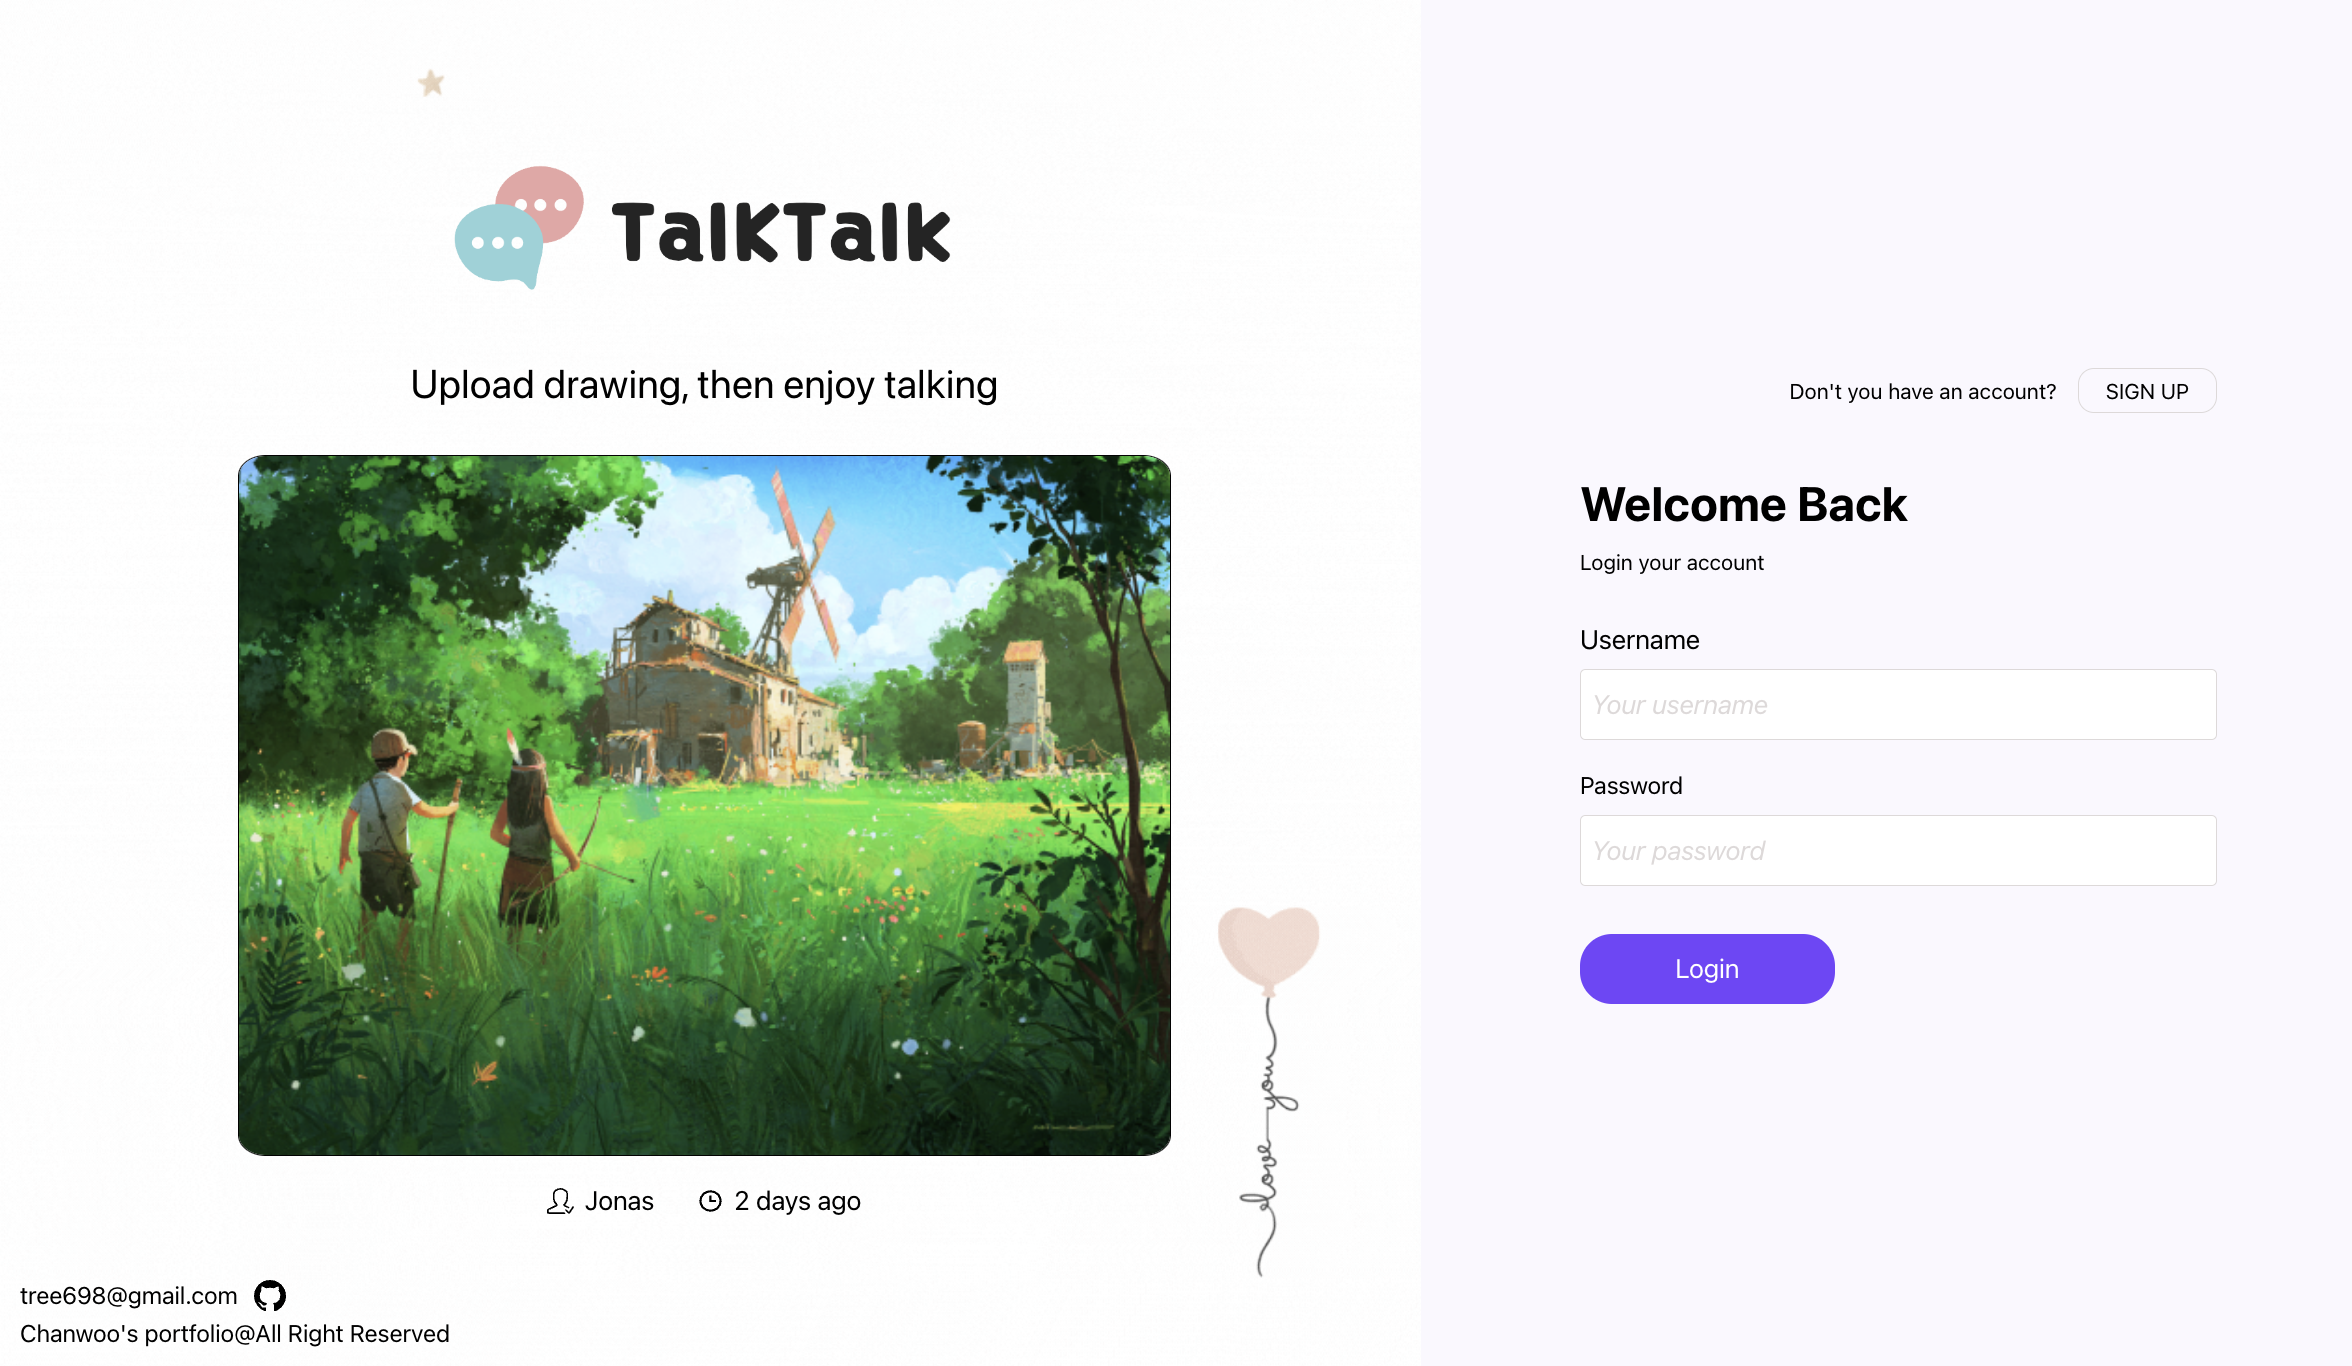 TalkTalk
Upload drawing, then enjoy talking
Jonas 2 days ago
love you
tree698@gmail.com
Chanwoo's portfolio@All Right Reserved
Don't you have an account? SIGN UP
Welcome Back
Login your account
Username
Your username
Password
Your password
Login